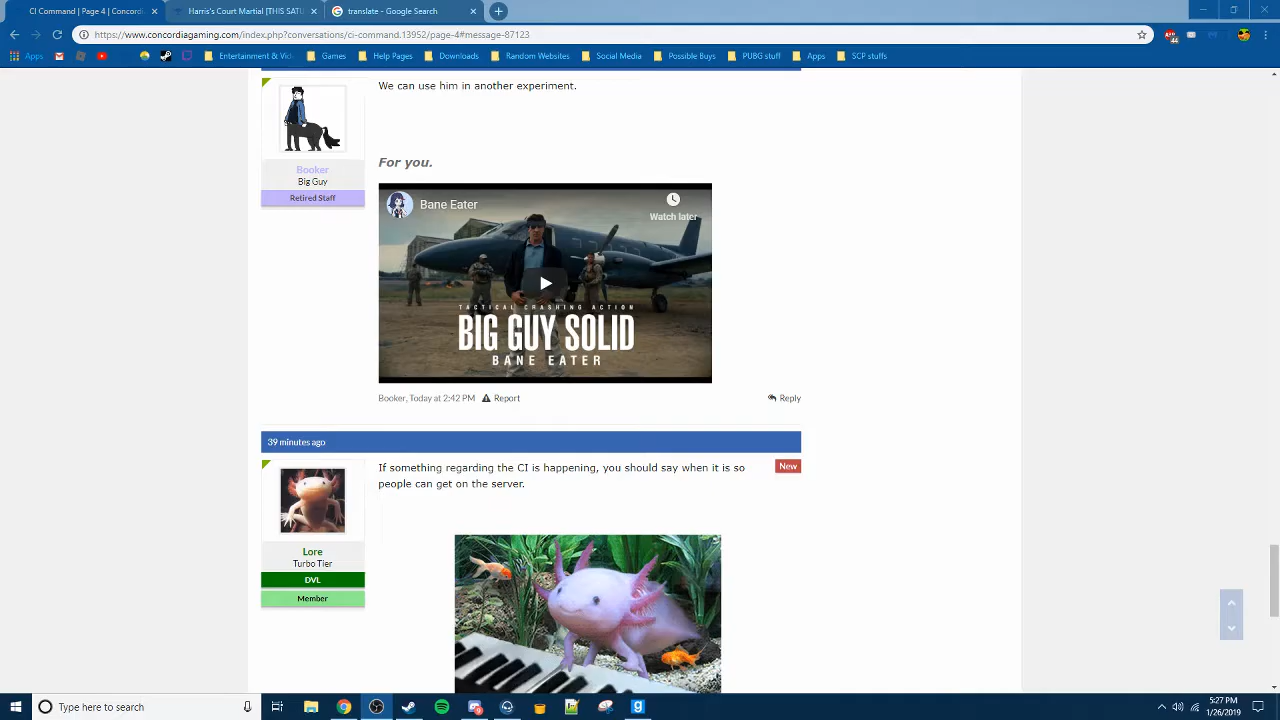 CI Command | Page 4 | Concordia
Harris's Court Martial [THIS SATU
translate - Google Search
https://www.concordiagaming.com/index.php?conversations/ci-command.13952/page-4#message-87123
44
Apps
Entertainment & Vid
Games
Help Pages
Downloads
Random Websites
Social Media
Possible Buys
PUBG stuff
Apps
SCP stuffs
We can use him in another experiment.
Booker
Big Guy
Retired Staff
For you.
Bane Eater
Watch later
TACTICAL CRASHING ACTION
BIG GUY SOLID
BANE EATER
Booker, Today at 2:42 PM
Report
Reply
39 minutes ago
New
If something regarding the CI is happening, you should say when it is so
people can get on the server.
Lore
Turbo Tier
DVL
Member
Type here to search
5:27 PM
1/26/2019